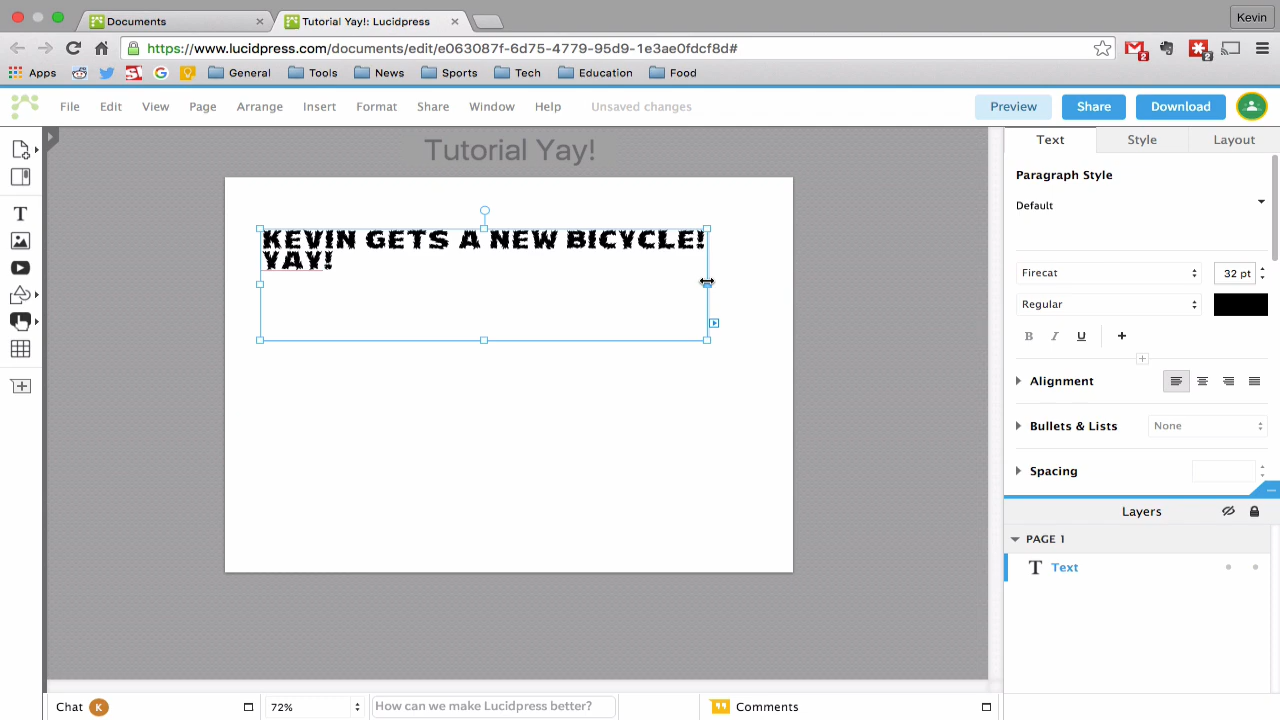 Documents
Tutorial Yay!: Lucidpress
Kevin
https://www.lucidpress.com/documents/edit/e063087f-6d75-4779-95d9-1e3ae0fdcf8d#
2
2
Apps
General
Tools
News
Sports
Tech
Education
Food
File Edit View Page Arrange Insert Format Share Window Help Unsaved changes
Preview
Share
Download
Tutorial Yay!
KEVIN GETS A NEW BICYCLE!
YAY!
Text Style Layout
Paragraph Style
Default
Firecat
32 pt
Regular
B I U +
Alignment
Bullets & Lists
None
Spacing
Layers
PAGE 1
T Text
Chat K
72%
How can we make Lucidpress better?
Comments